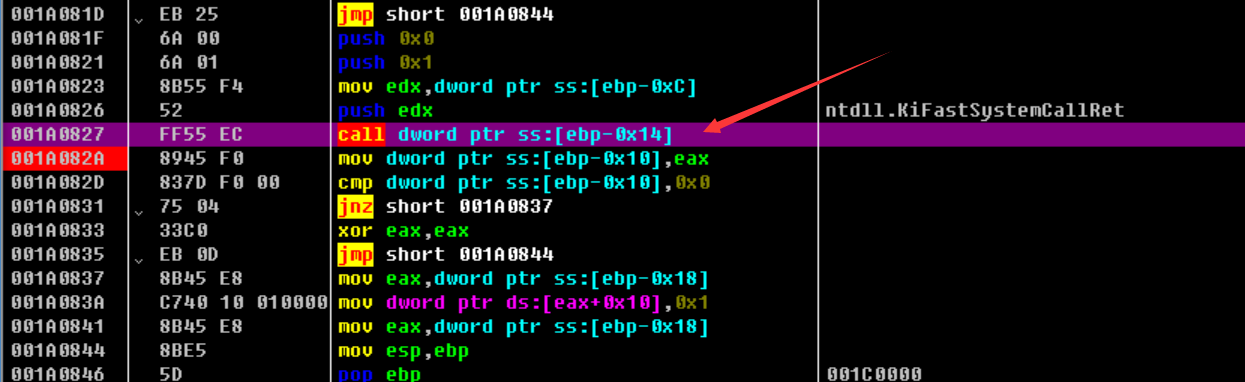 001A081D EB 25 jmp short 001A0844
001A081F 6A 00 push 0x0
001A0821 6A 01 push 0x1
001A0823 8B55 F4 mov edx,dword ptr ss:[ebp-0xC]
001A0826 52 push edx ntdll.KiFastSystemCallRet
001A0827 FF55 EC call dword ptr ss:[ebp-0x14]
001A082A 8945 F0 mov dword ptr ss:[ebp-0x10],eax
001A082D 837D F0 00 cmp dword ptr ss:[ebp-0x10],0x0
001A0831 75 04 jnz short 001A0837
001A0833 33C0 xor eax,eax
001A0835 EB 0D jmp short 001A0844
001A0837 8B45 E8 mov eax,dword ptr ss:[ebp-0x18]
001A083A C740 10 010000 mov dword ptr ds:[eax+0x10],0x1
001A0841 8B45 E8 mov eax,dword ptr ss:[ebp-0x18]
001A0844 8BE5 mov esp,ebp
001A0846 5D pop ebp 001C0000